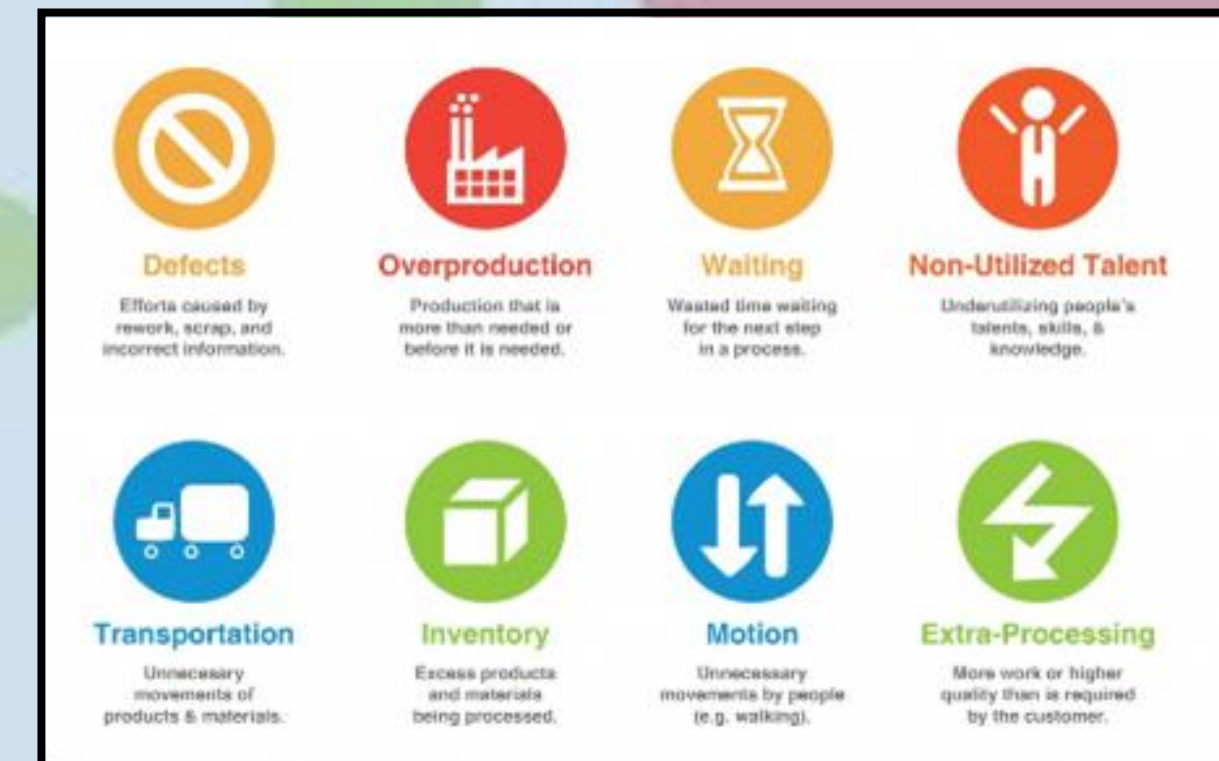 Defects
Efforts caused by
rework, scrap, and
incorrect information.
Overproduction
Production that is
more than needed or
before it is needed.
Waiting
Wasted time waiting
for the next step
in a process.
Non-Utilized Talent
Underutilizing people's
talents, skills, &
knowledge.
Transportation
Unnecesary
movements of
products & materials.
Inventory
Excess products
and materials
being processed.
Motion
Unnecessary
movements by people
(e.g. walking).
Extra-Processing
More work or higher
quality than is required
by the customer.